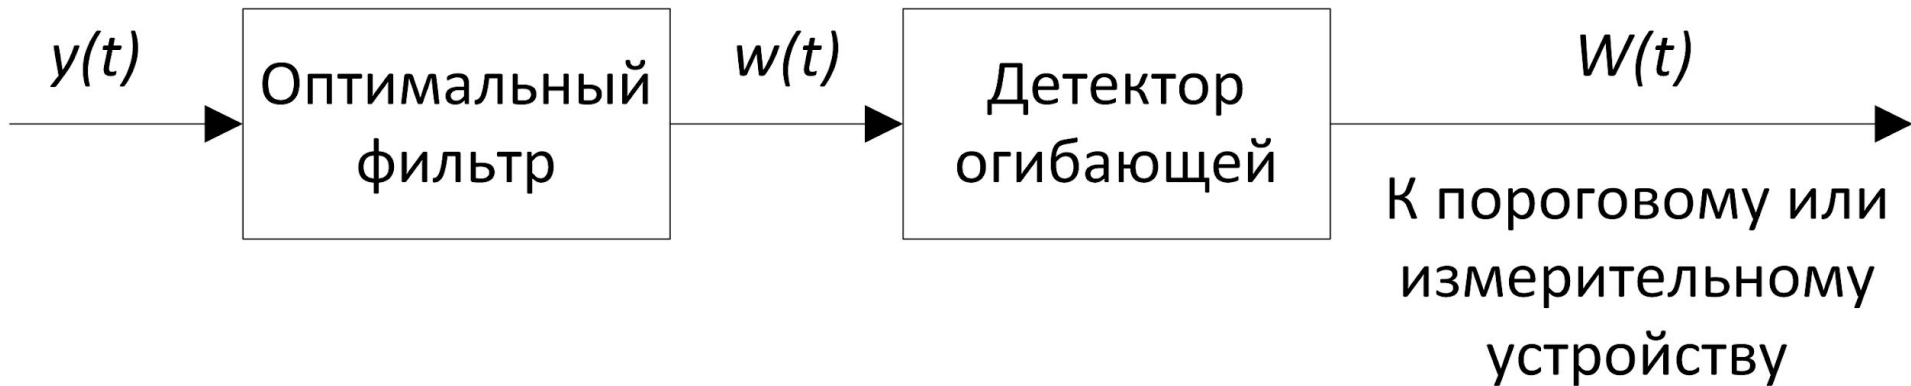 y(t)
Оптимальный
фильтр
w(t)
Детектор
огибающей
W(t)
К пороговому или
измерительному
устройству